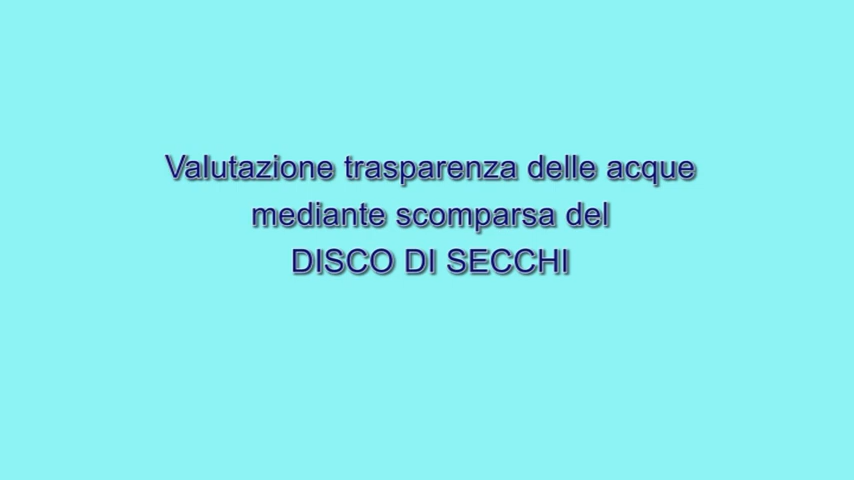 Valutazione trasparenza delle acque
mediante scomparsa del
DISCO DI SECCHI